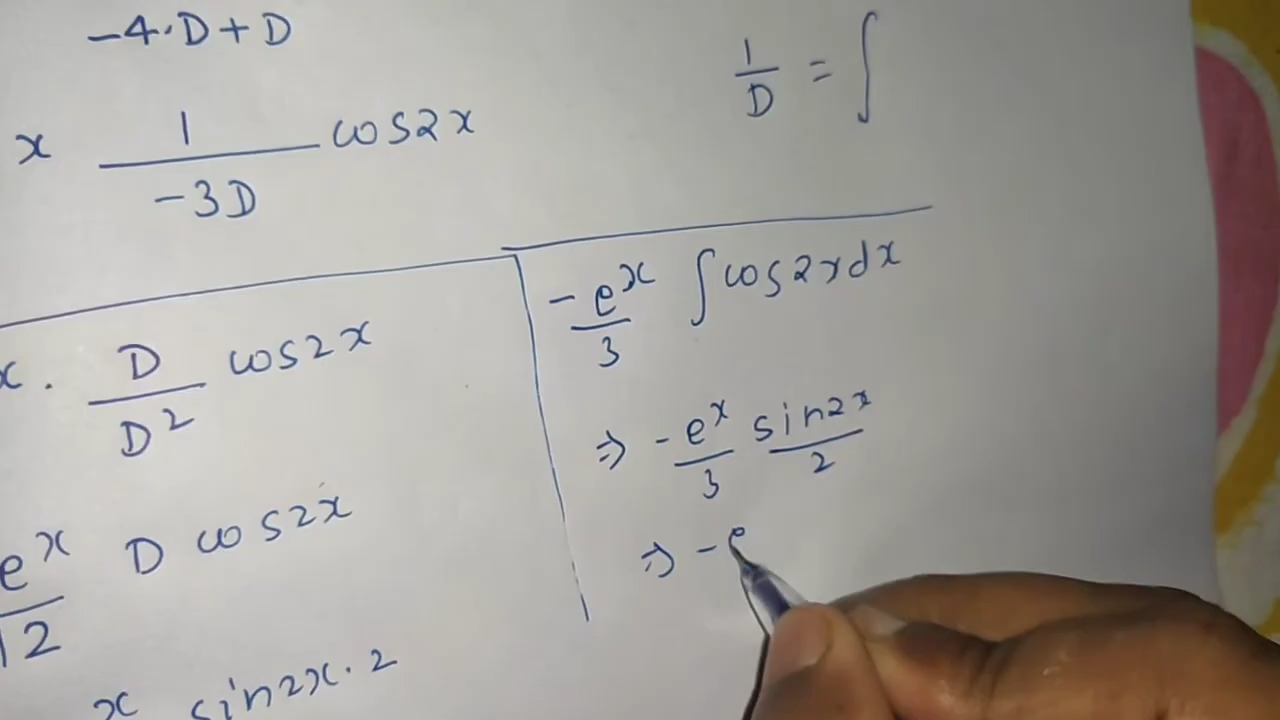 -4·D+D
1/D = ∫
x 1/-3D cos2x
-e^x/3 ∫cos2xdx
x. D/D² cos2x
⇒ -e^x/3 sin2x/2
e^x/12 D cos2x
⇒ -e
x sin2x.2